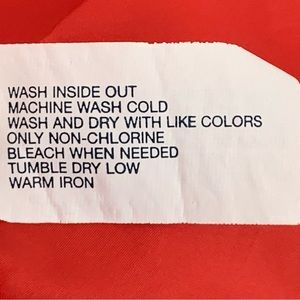 WASH INSIDE OUT
MACHINE WASH COLD
WASH AND DRY WITH LIKE COLORS
ONLY NON-CHLORINE
BLEACH WHEN NEEDED
TUMBLE DRY LOW
WARM IRON